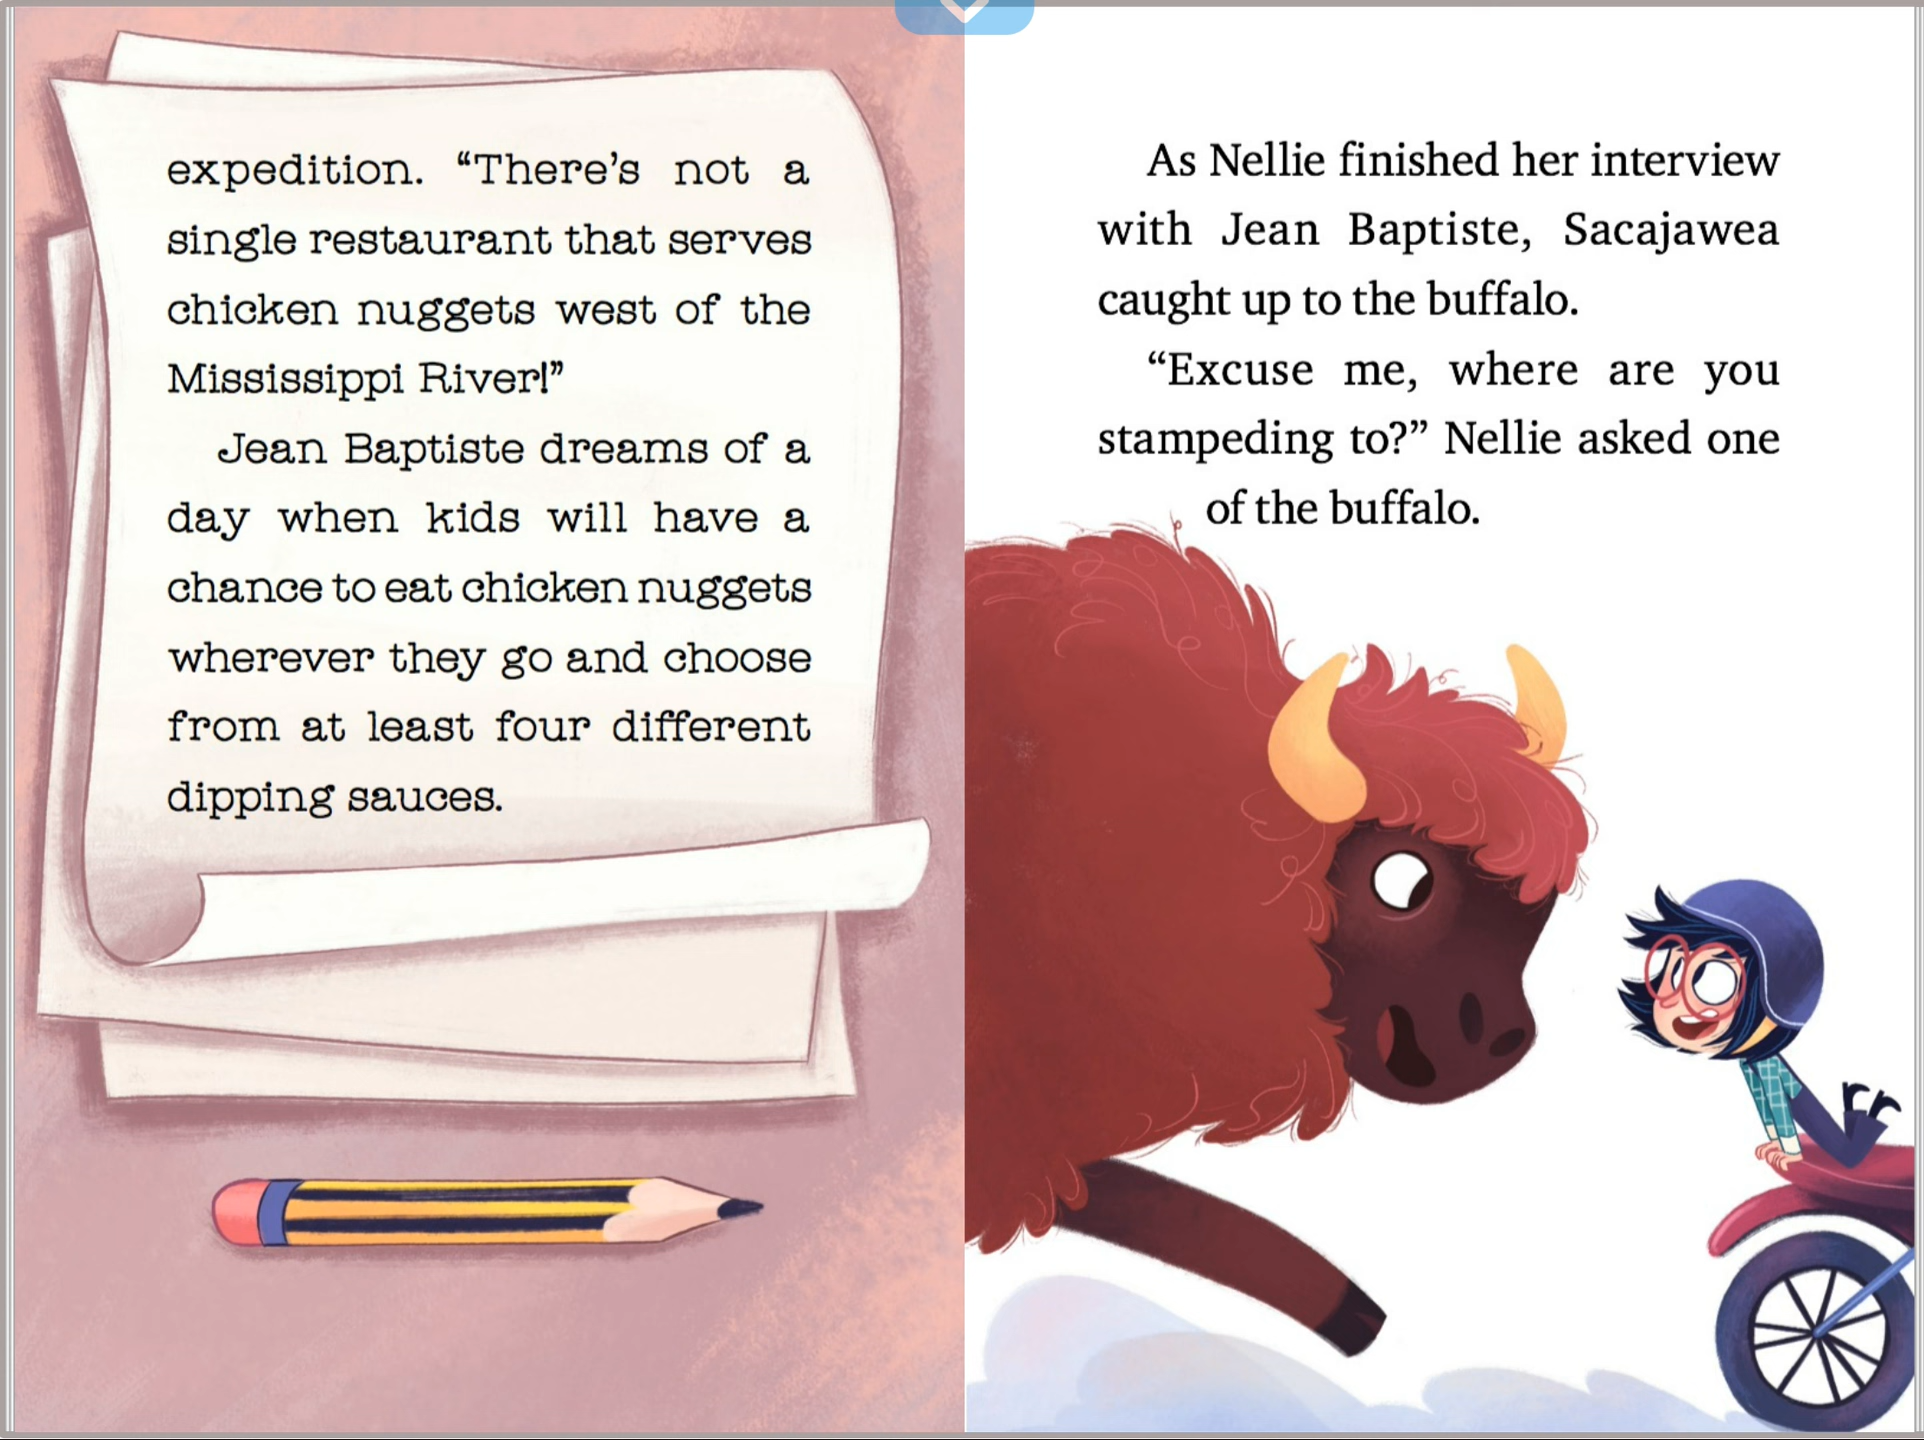 expedition. “There’s not a
single restaurant that serves
chicken nuggets west of the
Mississippi River!”
Jean Baptiste dreams of a
day when kids will have a
chance to eat chicken nuggets
wherever they go and choose
from at least four different
dipping sauces.
As Nellie finished her interview
with Jean Baptiste, Sacajawea
caught up to the buffalo.
“Excuse me, where are you
stampeding to?” Nellie asked one
of the buffalo.